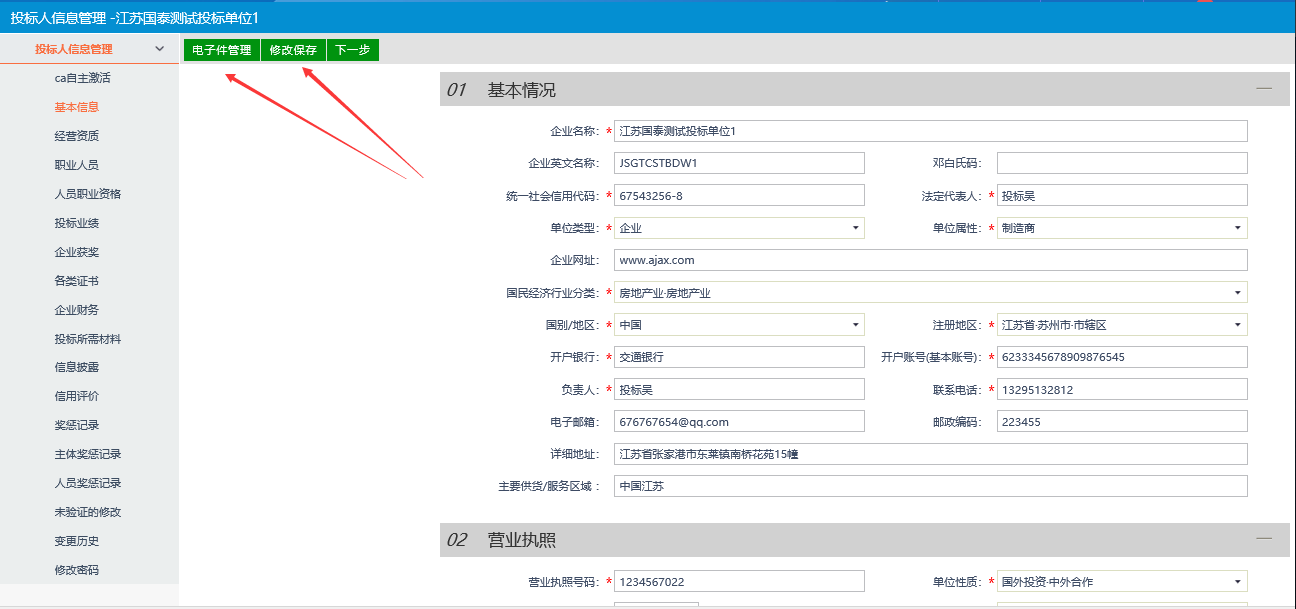 投标人信息管理 -江苏国泰测试投标单位1
投标人信息管理
电子件管理 修改保存 下一步
ca自主激活
基本信息
经营资质
职业人员
人员职业资格
投标业绩
企业获奖
各类证书
企业财务
投标所需材料
信息披露
信用评价
奖惩记录
主体奖惩记录
人员奖惩记录
未验证的修改
变更历史
修改密码
01 基本情况
企业名称: * 江苏国泰测试投标单位1
企业英文名称: JSGTCSTBDW1 邓白氏码:
统一社会信用代码: * 67543256-8 法定代表人: * 投标吴
单位类型: * 企业 单位属性: * 制造商
企业网址: www.ajax.com
国民经济行业分类: * 房地产业·房地产业
国别/地区: * 中国 注册地区: * 江苏省·苏州市·市辖区
开户银行: * 交通银行 开户账号(基本账号): * 6233345678909876545
负责人: * 投标吴 联系电话: * 13295132812
电子邮箱: 676767654@qq.com 邮政编码: 223455
详细地址: 江苏省张家港市东莱镇南桥花苑15幢
主要供货/服务区域 : 中国江苏
02 营业执照
营业执照号码: * 1234567022 单位性质: * 国外投资·中外合作